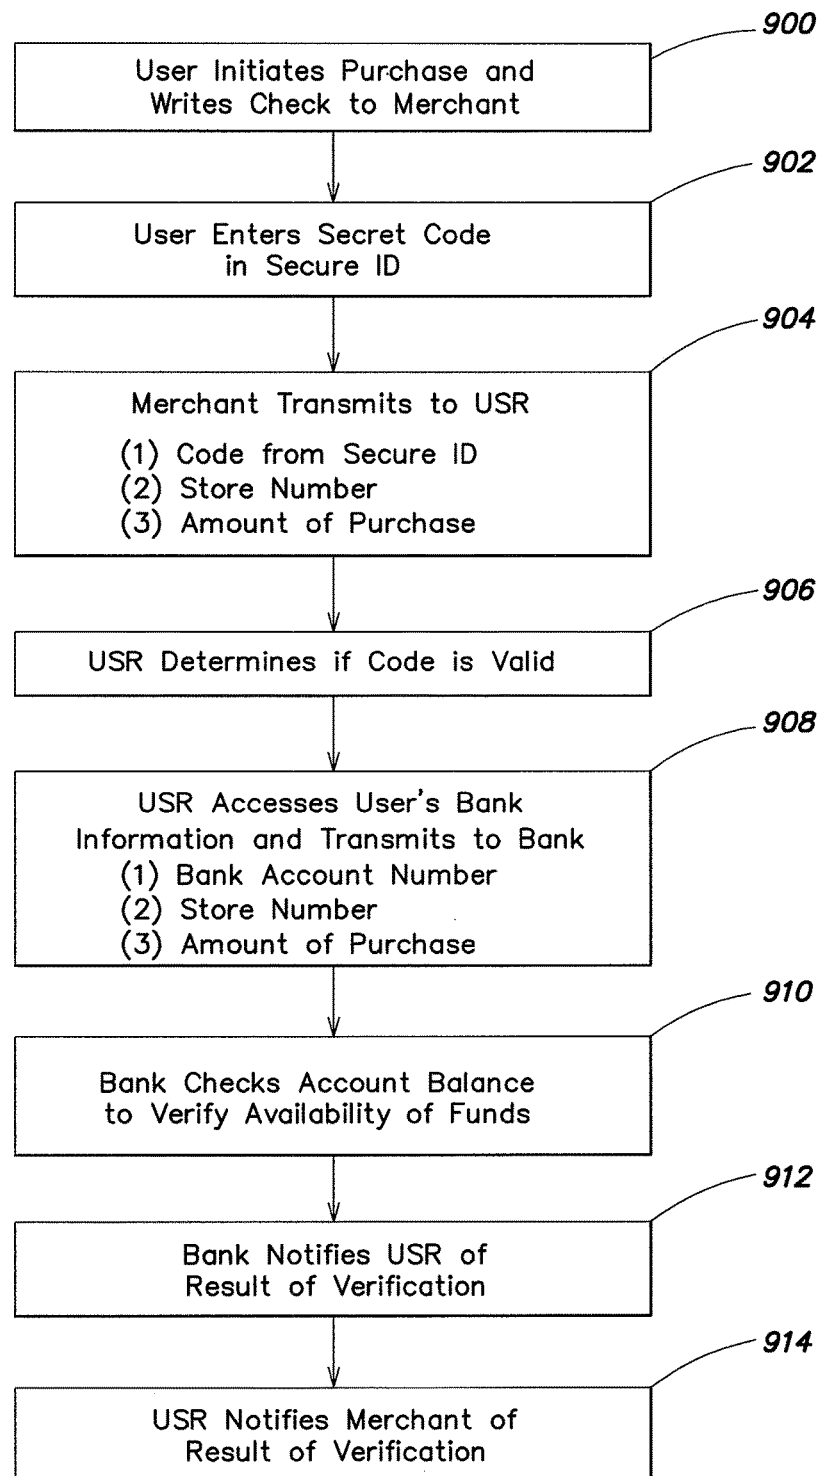 900
User Initiates Purchase and
Writes Check to Merchant
902
User Enters Secret Code
in Secure ID
904
Merchant Transmits to USR
(1) Code from Secure ID
(2) Store Number
(3) Amount of Purchase
906
USR Determines if Code is Valid
908
USR Accesses User's Bank
Information and Transmits to Bank
(1) Bank Account Number
(2) Store Number
(3) Amount of Purchase
910
Bank Checks Account Balance
to Verify Availability of Funds
912
Bank Notifies USR of
Result of Verification
914
USR Notifies Merchant of
Result of Verification